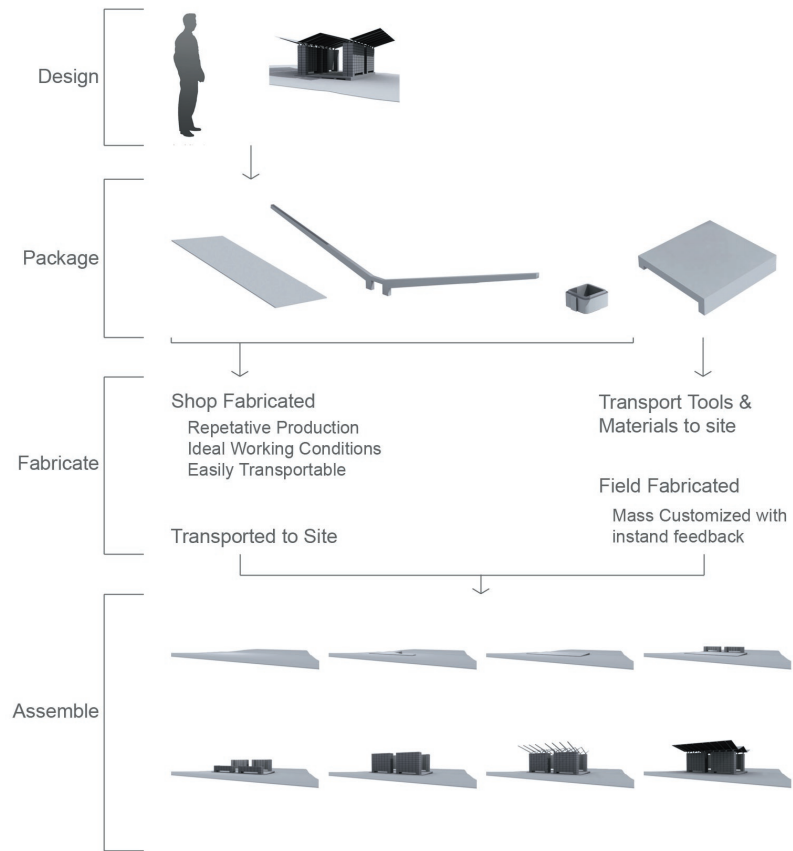 Design
Package
Fabricate
Shop Fabricated
Repetative Production
Ideal Working Conditions
Easily Transportable
Transported to Site
Transport Tools &
Materials to site
Field Fabricated
Mass Customized with
instand feedback
Assemble